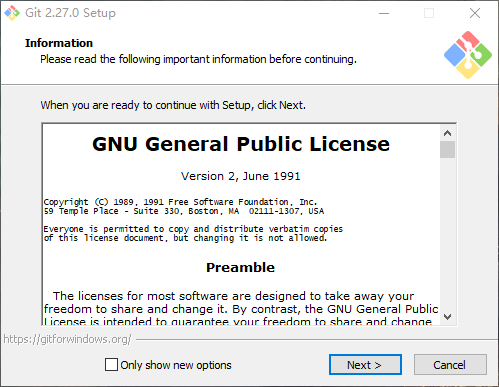 Git 2.27.0 Setup
Information
Please read the following important information before continuing.
When you are ready to continue with Setup, click Next.
GNU General Public License
Version 2, June 1991
Copyright (C) 1989, 1991 Free Software Foundation, Inc.
59 Temple Place - Suite 330, Boston, MA  02111-1307, USA
Everyone is permitted to copy and distribute verbatim copies
of this license document, but changing it is not allowed.
Preamble
The licenses for most software are designed to take away your
freedom to share and change it. By contrast, the GNU General Public
License is intended to guarantee your freedom to share and change
https://gitforwindows.org/
Only show new options
Next >
Cancel